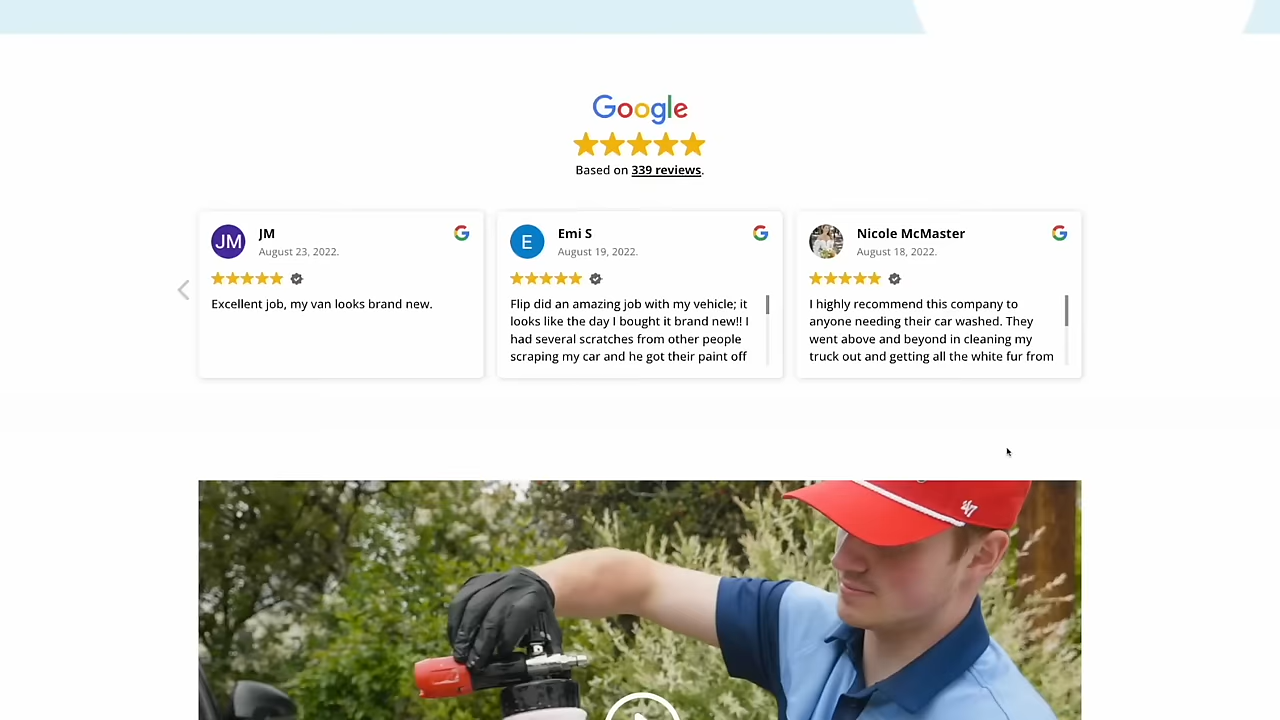 Google
Based on 339 reviews.
JM
JM
August 23, 2022.
Excellent job, my van looks brand new.
E
Emi S
August 19, 2022.
Flip did an amazing job with my vehicle; it
looks like the day I bought it brand new!! I
had several scratches from other people
scraping my car and he got their paint off
Nicole McMaster
August 18, 2022.
I highly recommend this company to
anyone needing their car washed. They
went above and beyond in cleaning my
truck out and getting all the white fur from
47